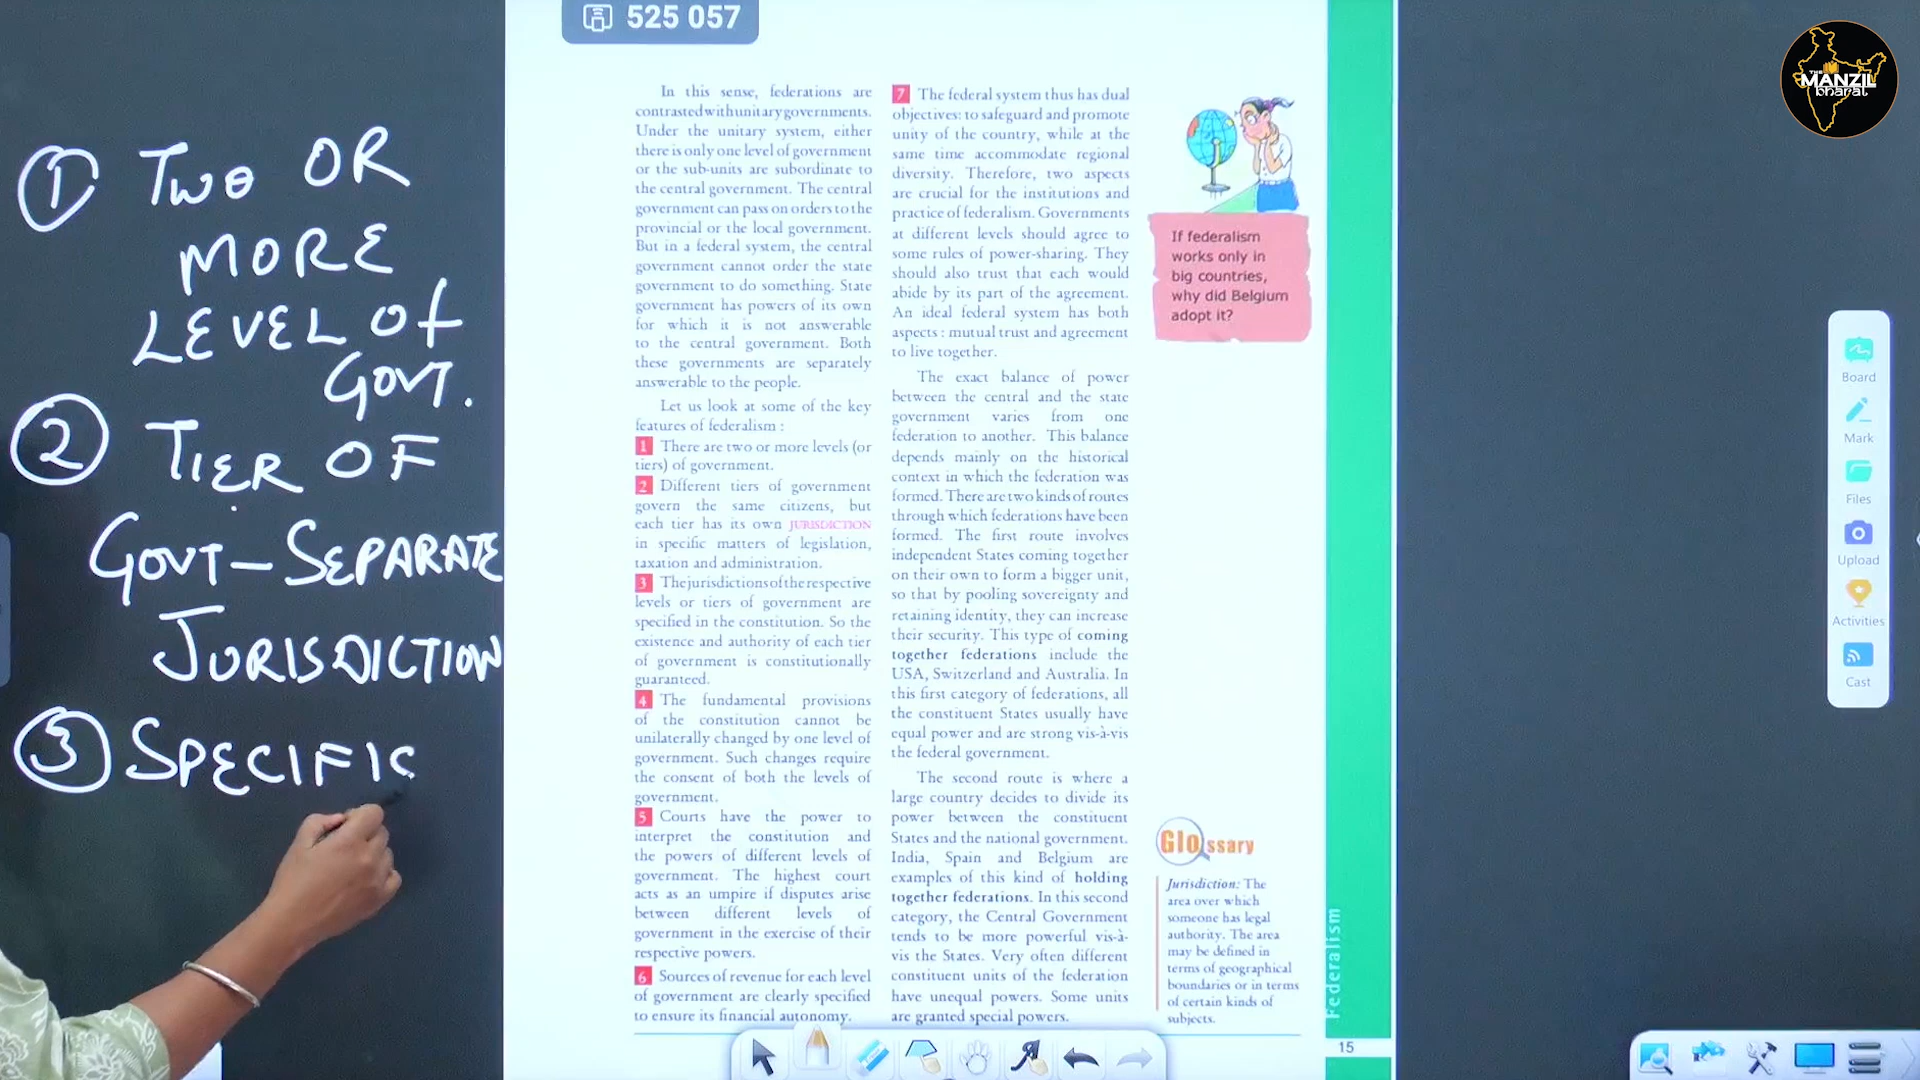 525 057
THE
MANZIL
bharat
① TWO OR
MORE
LEVEL OF
GOVT.
② TIER OF
GOVT – SEPARATE
JURISDICTION
③ SPECIFIC
In this sense, federations are
contrasted with unitary governments.
Under the unitary system, either
there is only one level of government
or the sub-units are subordinate to
the central government. The central
government can pass on orders to the
provincial or the local government.
But in a federal system, the central
government cannot order the state
government to do something. State
government has powers of its own
for which it is not answerable
to the central government. Both
these governments are separately
answerable to the people.
Let us look at some of the key
features of federalism :
1 There are two or more levels (or
tiers) of government.
2 Different tiers of government
govern the same citizens, but
each tier has its own JURISDICTION
in specific matters of legislation,
taxation and administration.
3 The jurisdictions of the respective
levels or tiers of government are
specified in the constitution. So the
existence and authority of each tier
of government is constitutionally
guaranteed.
4 The fundamental provisions
of the constitution cannot be
unilaterally changed by one level of
government. Such changes require
the consent of both the levels of
government.
5 Courts have the power to
interpret the constitution and
the powers of different levels of
government. The highest court
acts as an umpire if disputes arise
between different levels of
government in the exercise of their
respective powers.
6 Sources of revenue for each level
of government are clearly specified
to ensure its financial autonomy.
7 The federal system thus has dual
objectives: to safeguard and promote
unity of the country, while at the
same time accommodate regional
diversity. Therefore, two aspects
are crucial for the institutions and
practice of federalism. Governments
at different levels should agree to
some rules of power-sharing. They
should also trust that each would
abide by its part of the agreement.
An ideal federal system has both
aspects : mutual trust and agreement
to live together.
The exact balance of power
between the central and the state
government varies from one
federation to another. This balance
depends mainly on the historical
context in which the federation was
formed. There are two kinds of routes
through which federations have been
formed. The first route involves
independent States coming together
on their own to form a bigger unit,
so that by pooling sovereignty and
retaining identity, they can increase
their security. This type of coming
together federations include the
USA, Switzerland and Australia. In
this first category of federations, all
the constituent States usually have
equal power and are strong vis-à-vis
the federal government.
The second route is where a
large country decides to divide its
power between the constituent
States and the national government.
India, Spain and Belgium are
examples of this kind of holding
together federations. In this second
category, the Central Government
tends to be more powerful vis-à-
vis the States. Very often different
constituent units of the federation
have unequal powers. Some units
are granted special powers.
If federalism
works only in
big countries,
why did Belgium
adopt it?
Glossary
Jurisdiction: The
area over which
someone has legal
authority. The area
may be defined in
terms of geographical
boundaries or in terms
of certain kinds of
subjects.
Federalism
15
Board
Mark
Files
Upload
Activities
Cast